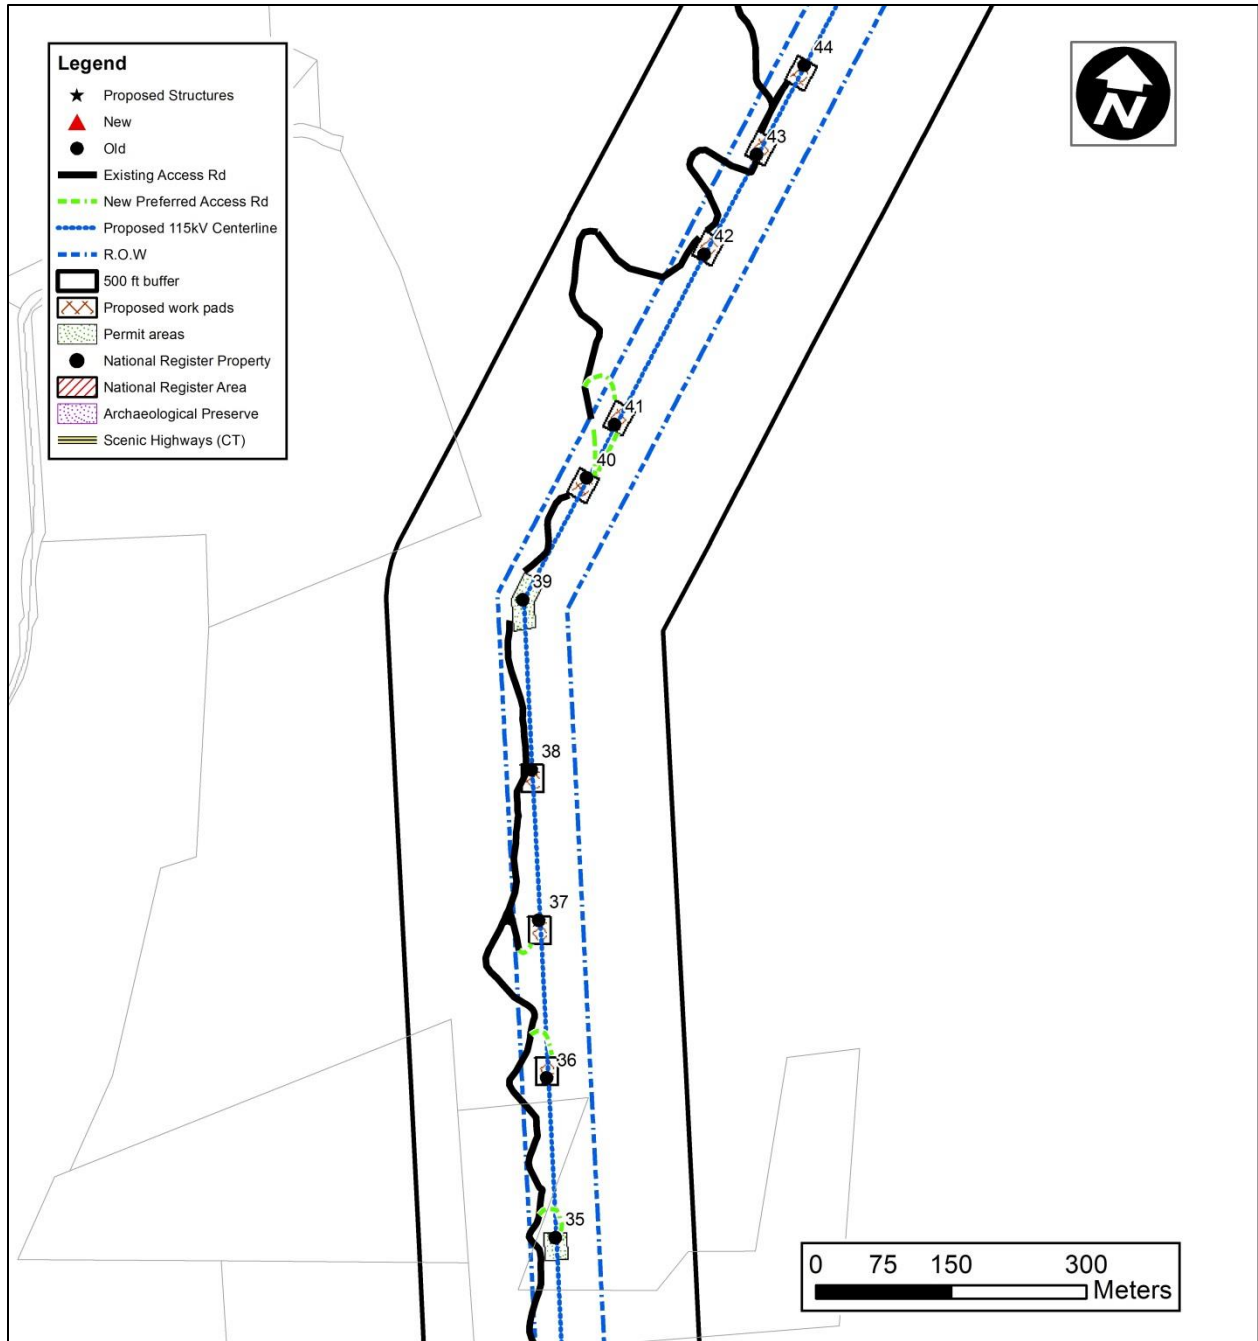 Legend
Proposed Structures
New
Old
Existing Access Rd
New Preferred Access Rd
Proposed 115kV Centerline
R.O.W
500 ft buffer
Proposed work pads
Permit areas
National Register Property
National Register Area
Archaeological Preserve
Scenic Highways (CT)
N
44
43
42
41
40
39
38
37
36
35
0 75 150 300
Meters